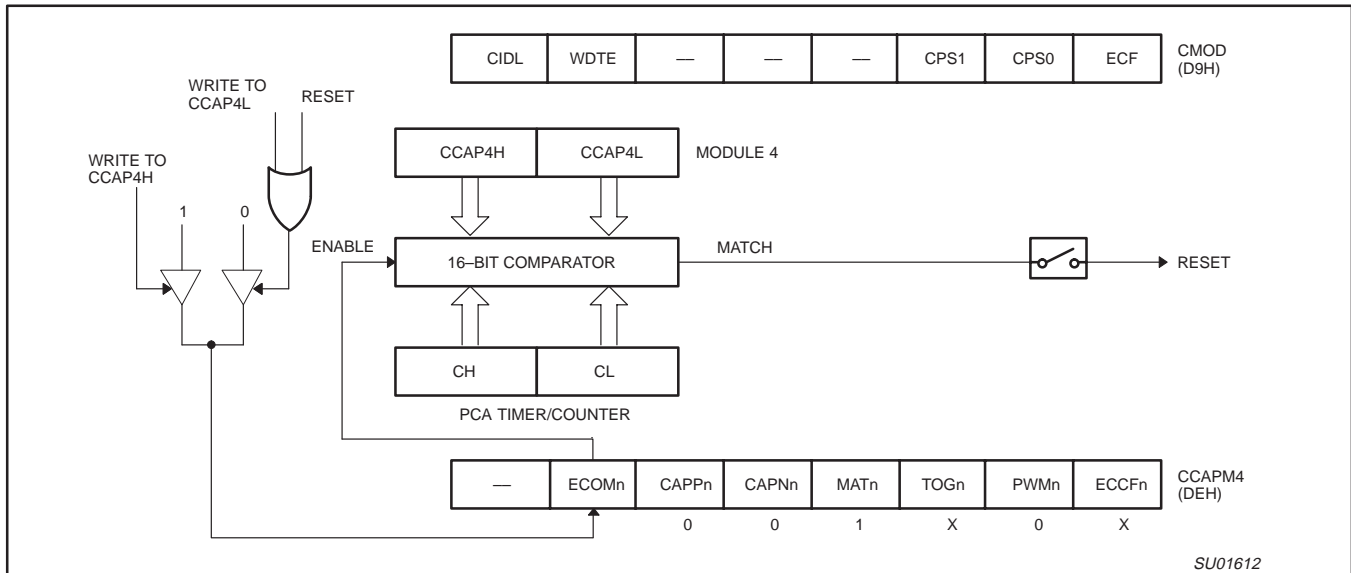 CIDL WDTE — — — CPS1 CPS0 ECF CMOD
(D9H)
WRITE TO
CCAP4L
RESET
CCAP4H CCAP4L MODULE 4
WRITE TO
CCAP4H
1 0
ENABLE
16–BIT COMPARATOR
MATCH
RESET
CH CL
PCA TIMER/COUNTER
— ECOMn CAPPn CAPNn MATn TOGn PWMn ECCFn CCAPM4
(DEH)
0 0 1 X 0 X
SU01612